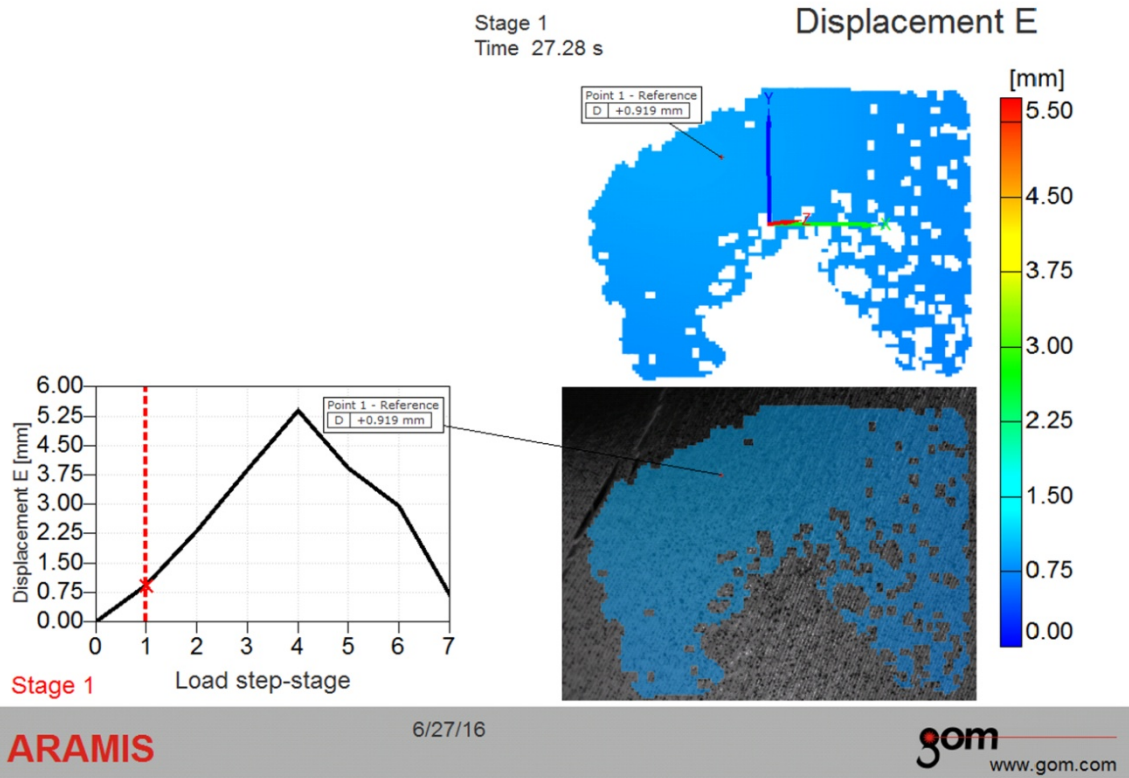 Stage 1
Time 27.28 s
Displacement E
[mm]
Point 1 - Reference
D +0.919 mm
Y
Z
X
5.50
4.50
3.75
3.00
2.25
1.50
0.75
0.00
Displacement E [mm]
6.00
5.25
4.50
3.75
3.00
2.25
1.50
0.75
0.00
Point 1 - Reference
D +0.919 mm
0 1 2 3 4 5 6 7
Stage 1
Load step-stage
ARAMIS
6/27/16
gom
www.gom.com